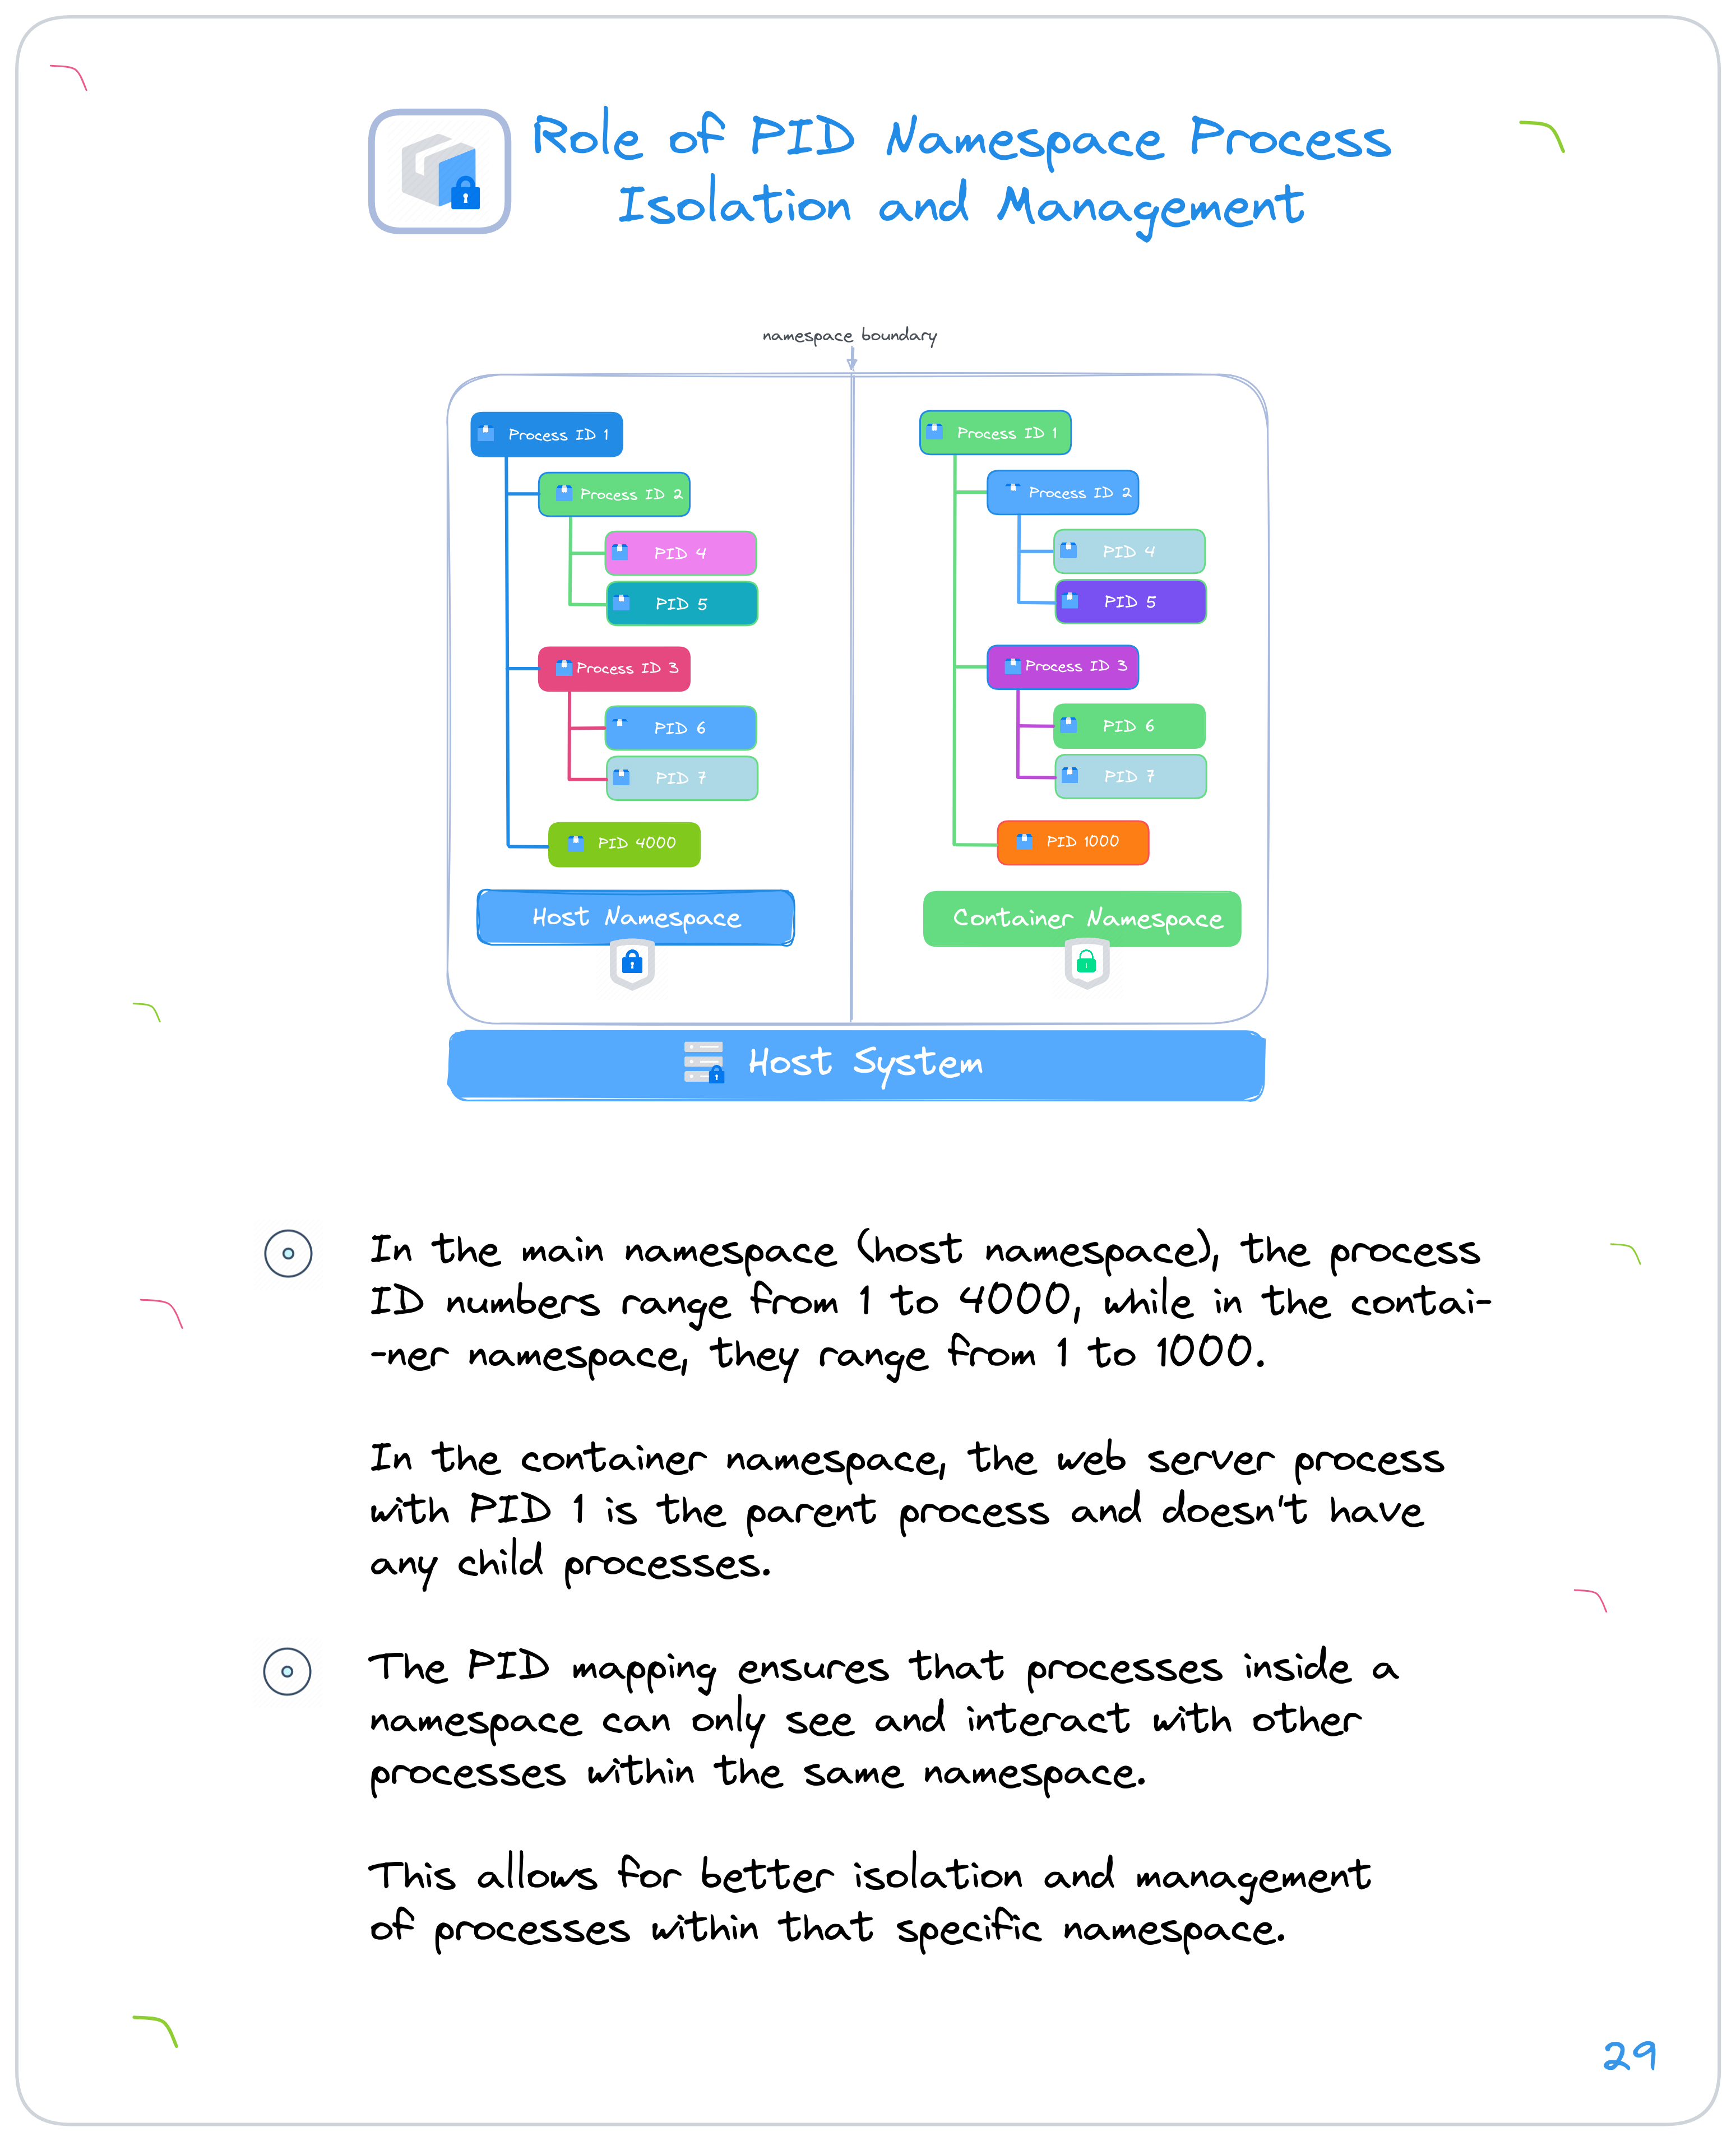 Role of PID Namespace Process
Isolation and Management
namespace boundary
Process ID 1
Process ID 2
PID 4
PID 5
Process ID 3
PID 6
PID 7
PID 4000
Host Namespace
Process ID 1
Process ID 2
PID 4
PID 5
Process ID 3
PID 6
PID 7
PID 1000
Container Namespace
Host System
In the main namespace (host namespace), the process
ID numbers range from 1 to 4000, while in the contai-
-ner namespace, they range from 1 to 1000.
In the container namespace, the web server process
with PID 1 is the parent process and doesn't have
any child processes.
The PID mapping ensures that processes inside a
namespace can only see and interact with other
processes within the same namespace.
This allows for better isolation and management
of processes within that specific namespace.
29